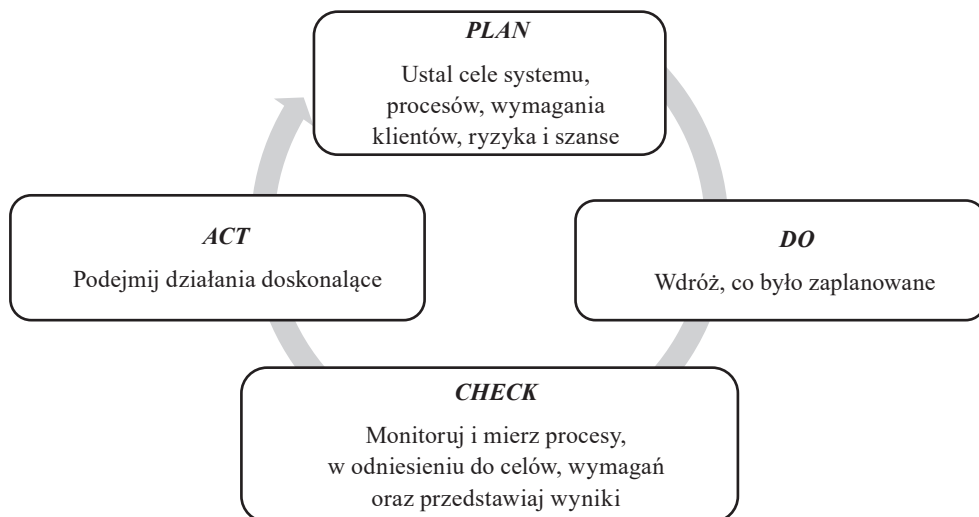 PLAN
Ustal cele systemu,
procesów, wymagania
klientów, ryzyka i szanse
ACT
Podejmij działania doskonalące
DO
Wdróż, co było zaplanowane
CHECK
Monitoruj i mierz procesy,
w odniesieniu do celów, wymagań
oraz przedstawiaj wyniki